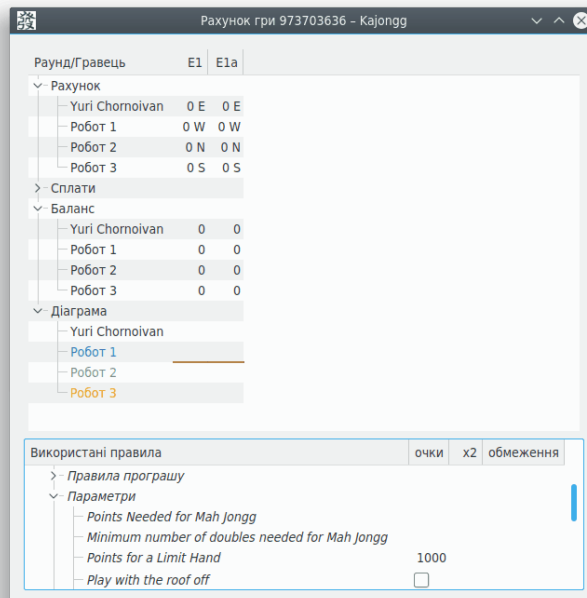 發 Рахунок гри 973703636 – Kajongg
Раунд/Гравець E1 E1a
Рахунок
Yuri Chornoivan 0 E 0 E
Робот 1 0 W 0 W
Робот 2 0 N 0 N
Робот 3 0 S 0 S
Сплати
Баланс
Yuri Chornoivan 0 0
Робот 1 0 0
Робот 2 0 0
Робот 3 0 0
Діаграма
Yuri Chornoivan
Робот 1
Робот 2
Робот 3
Використані правила очки x2 обмеження
Правила програшу
Параметри
Points Needed for Mah Jongg
Minimum number of doubles needed for Mah Jongg
Points for a Limit Hand 1000
Play with the roof off